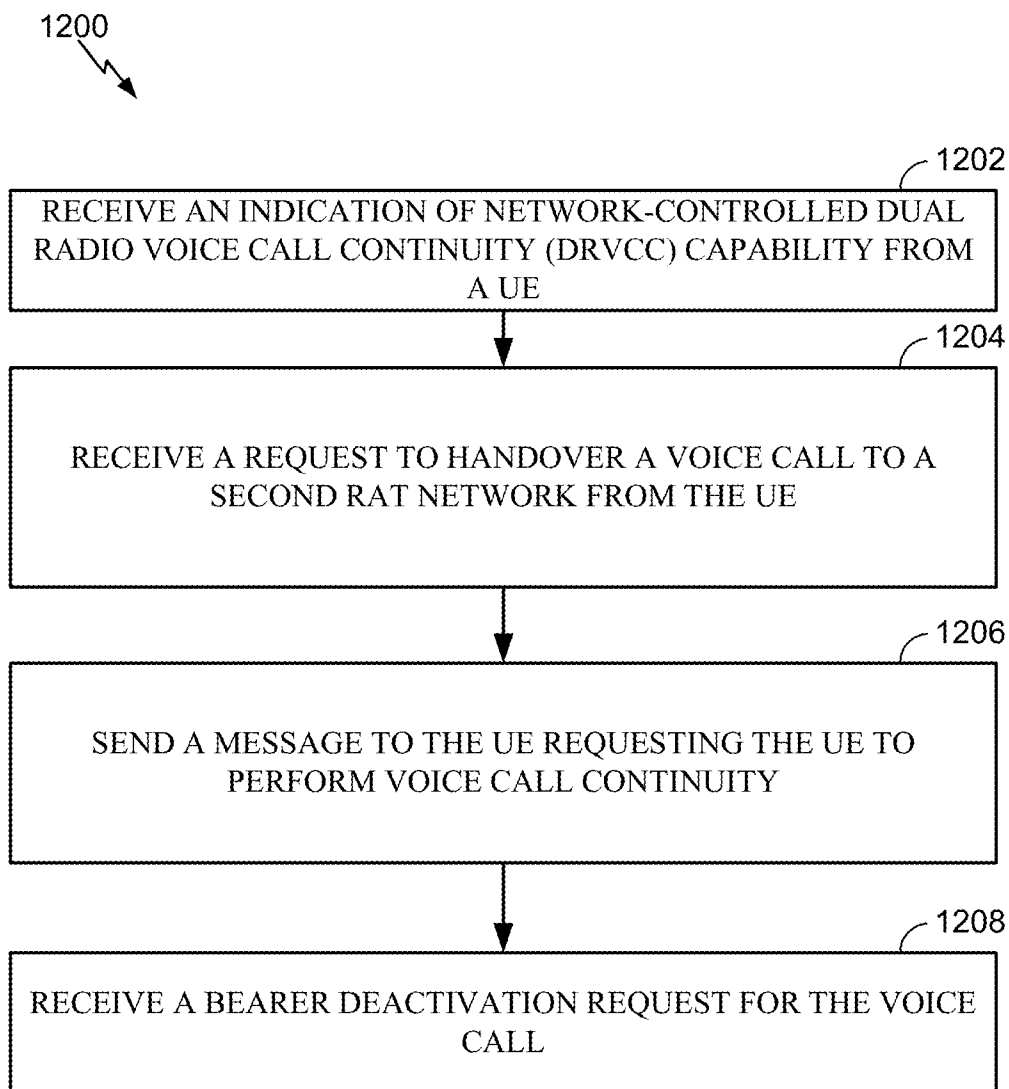 1200
1202
RECEIVE AN INDICATION OF NETWORK-CONTROLLED DUAL
RADIO VOICE CALL CONTINUITY (DRVCC) CAPABILITY FROM
A UE
1204
RECEIVE A REQUEST TO HANDOVER A VOICE CALL TO A
SECOND RAT NETWORK FROM THE UE
1206
SEND A MESSAGE TO THE UE REQUESTING THE UE TO
PERFORM VOICE CALL CONTINUITY
1208
RECEIVE A BEARER DEACTIVATION REQUEST FOR THE VOICE
CALL